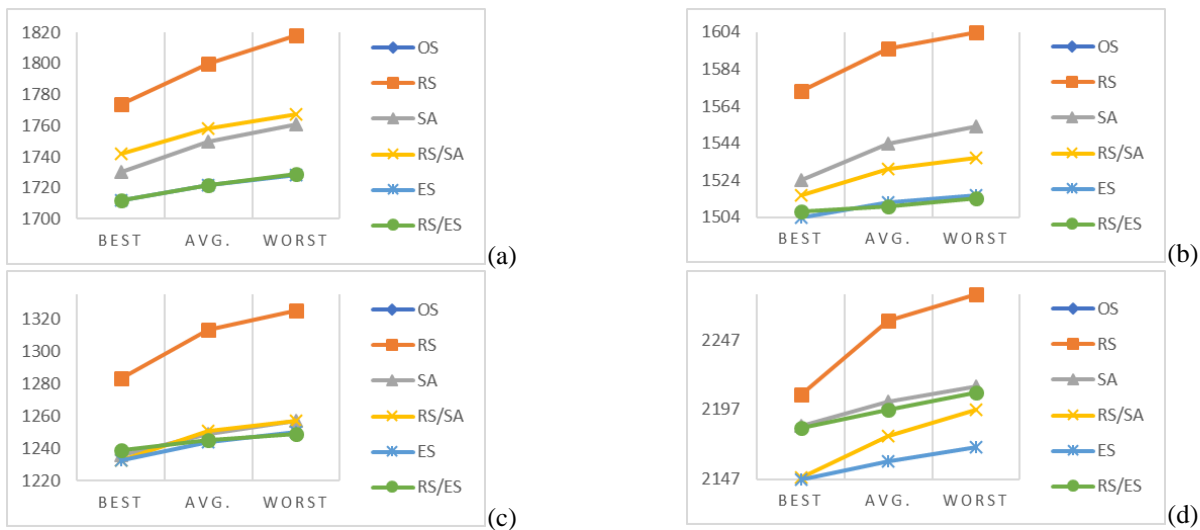 1820
1800
1780
1760
1740
1720
1700
BEST AVG. WORST
OS
RS
SA
RS/SA
ES
RS/ES
(a)
1604
1584
1564
1544
1524
1504
BEST AVG. WORST
OS
RS
SA
RS/SA
ES
RS/ES
(b)
1320
1300
1280
1260
1240
1220
BEST AVG. WORST
OS
RS
SA
RS/SA
ES
RS/ES
(c)
2247
2197
2147
BEST AVG. WORST
OS
RS
SA
RS/SA
ES
RS/ES
(d)